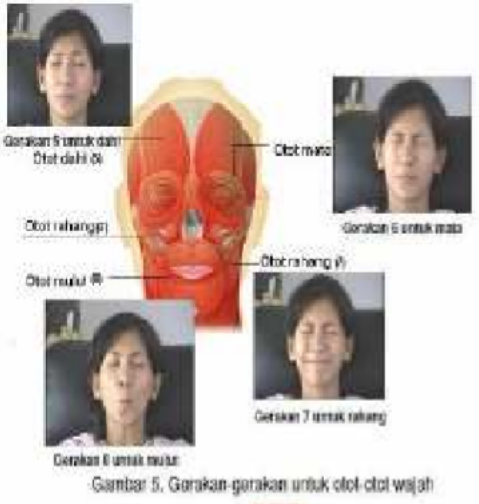 Gerakan 5 untuk dahi
Otot dahi
Otot mata
Gerakan 6 untuk mata
Otot rahang
Otot rahang
Otot mulut
Gerakan 7 untuk rahang
Gerakan 8 untuk mulut
Gambar 5. Gerakan-gerakan untuk otot-otot wajah